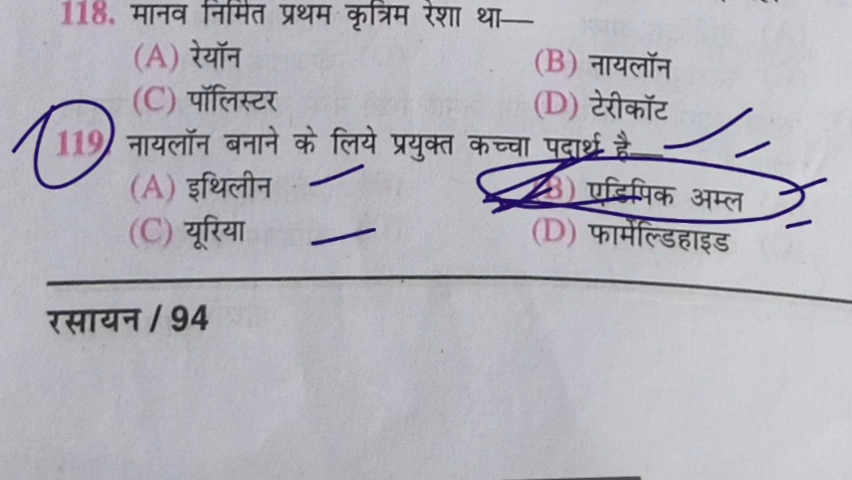 118. मानव निर्मित प्रथम कृत्रिम रेशा था—
(A) रेयॉन (B) नायलॉन
(C) पॉलिस्टर (D) टेरीकॉट
119. नायलॉन बनाने के लिये प्रयुक्त कच्चा पदार्थ है—
(A) इथिलीन (B) एडिपिक अम्ल
(C) यूरिया (D) फार्मेल्डिहाइड
रसायन / 94